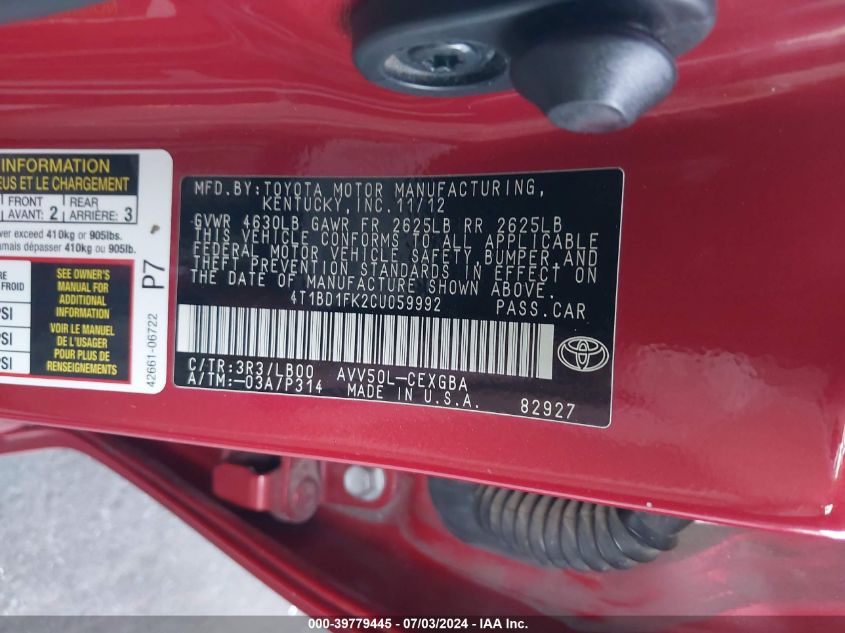 INFORMATION
EUS ET LE CHARGEMENT
FRONT
AVANT: 2
REAR
ARRIÈRE: 3
exceed 410kg or 905lbs.
jamais dépasser 410kg ou 905lb.
FROID
SEE OWNER'S
MANUAL FOR
ADDITIONAL
INFORMATION
VOIR LE MANUEL
DE L'USAGER
POUR PLUS DE
RENSEIGNEMENTS
PSI
PSI
PSI
P7
42661-06722
MFD.BY:TOYOTA MOTOR MANUFACTURING,
KENTUCKY, INC. 11/12
GVWR 4630LB GAWR FR 2625LB RR 2625LB
THIS VEHICLE CONFORMS TO ALL APPLICABLE
FEDERAL MOTOR VEHICLE SAFETY,BUMPER,AND
THEFT PREVENTION STANDARDS IN EFFECT ON
THE DATE OF MANUFACTURE SHOWN ABOVE.
4T1BD1FK2CU059992
PASS.CAR
C/TR:3R3/LB00 AVV50L-CEXGBA
A/TM:-03A/P314 MADE IN U.S.A.
82927
000-39779445 - 07/03/2024 - IAA Inc.